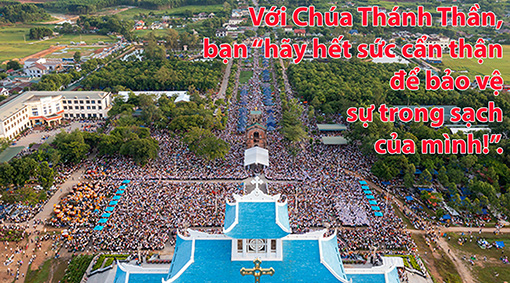 Với Chúa Thánh Thần,
bạn “hãy hết sức cẩn thận
để bảo vệ
sự trong sạch
của mình!”.